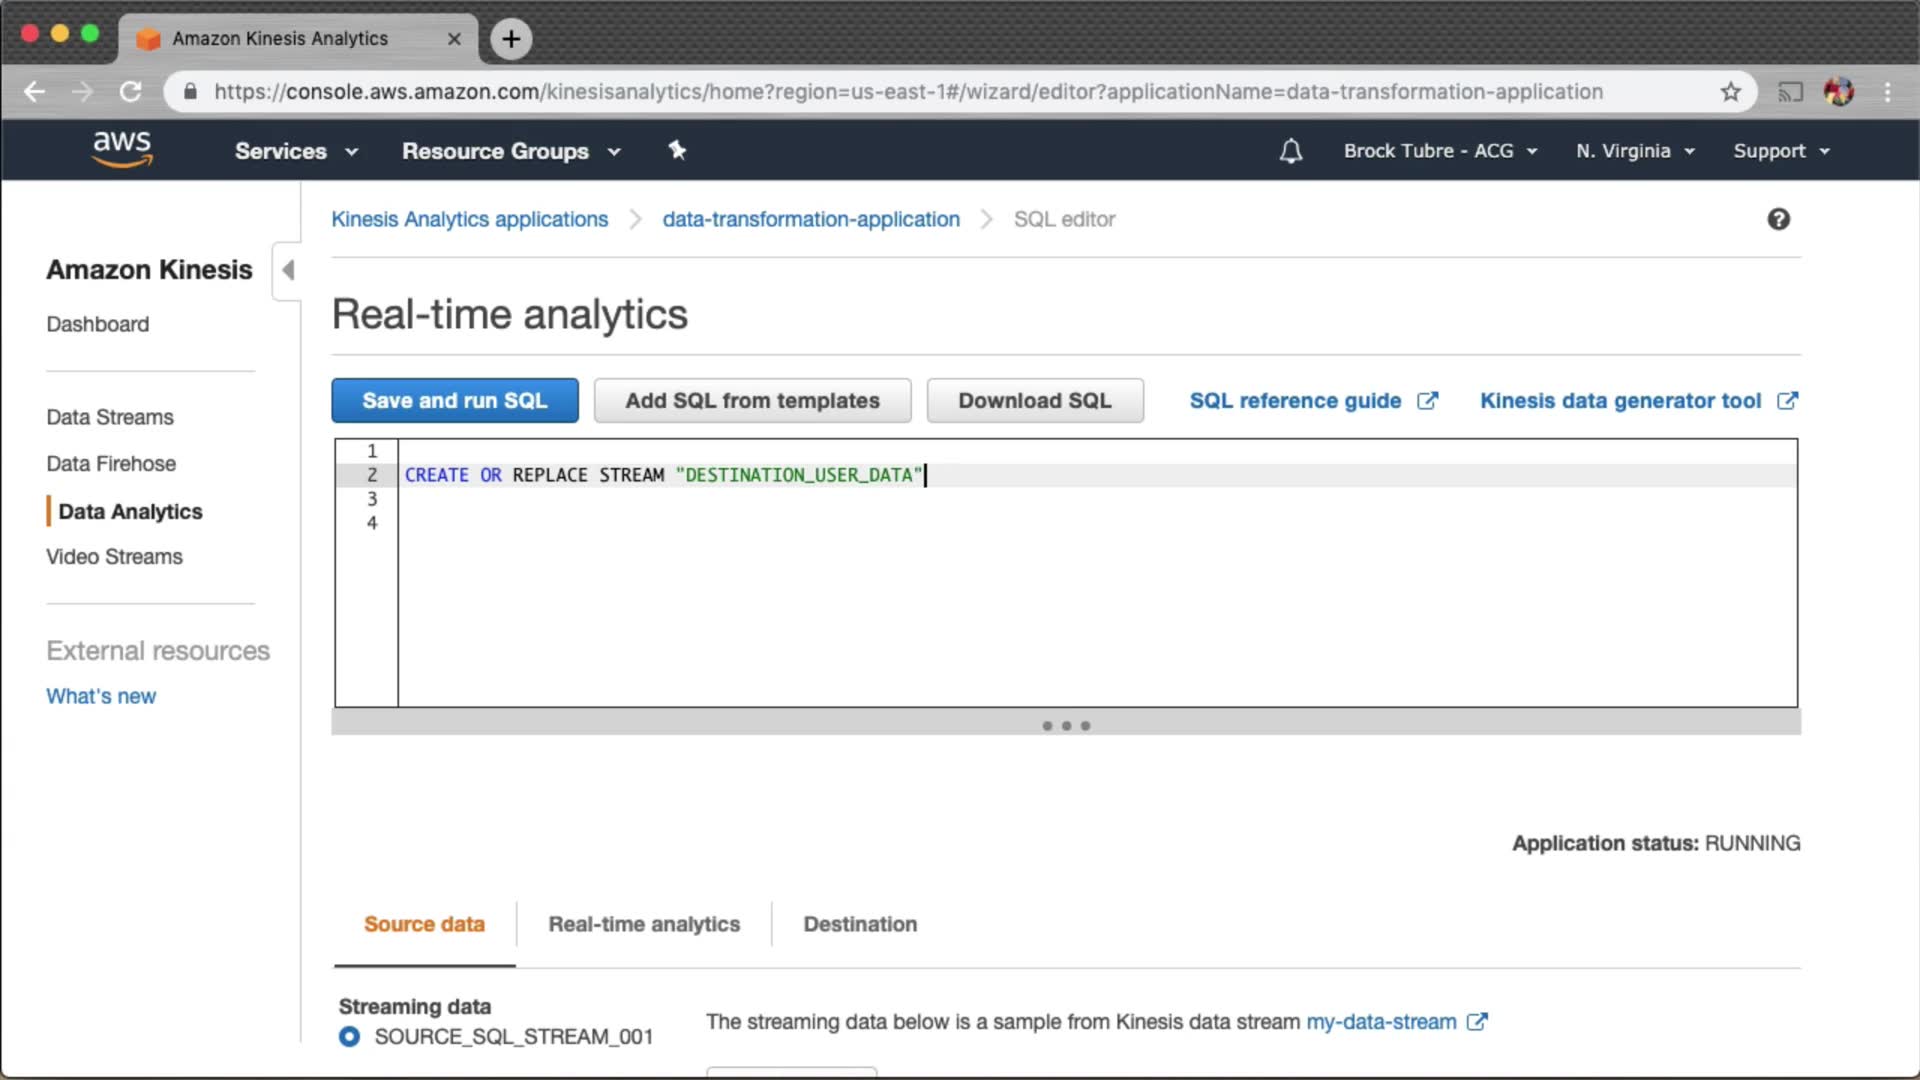 Amazon Kinesis Analytics
https://console.aws.amazon.com/kinesisanalytics/home?region=us-east-1#/wizard/editor?applicationName=data-transformation-application
aws
Services
Resource Groups
Brock Tubre - ACG
N. Virginia
Support
Kinesis Analytics applications
data-transformation-application
SQL editor
Amazon Kinesis
Dashboard
Data Streams
Data Firehose
Data Analytics
Video Streams
External resources
What's new
Real-time analytics
Save and run SQL
Add SQL from templates
Download SQL
SQL reference guide
Kinesis data generator tool
1
2 CREATE OR REPLACE STREAM "DESTINATION_USER_DATA"
3
4
Application status: RUNNING
Source data
Real-time analytics
Destination
Streaming data
SOURCE_SQL_STREAM_001
The streaming data below is a sample from Kinesis data stream my-data-stream